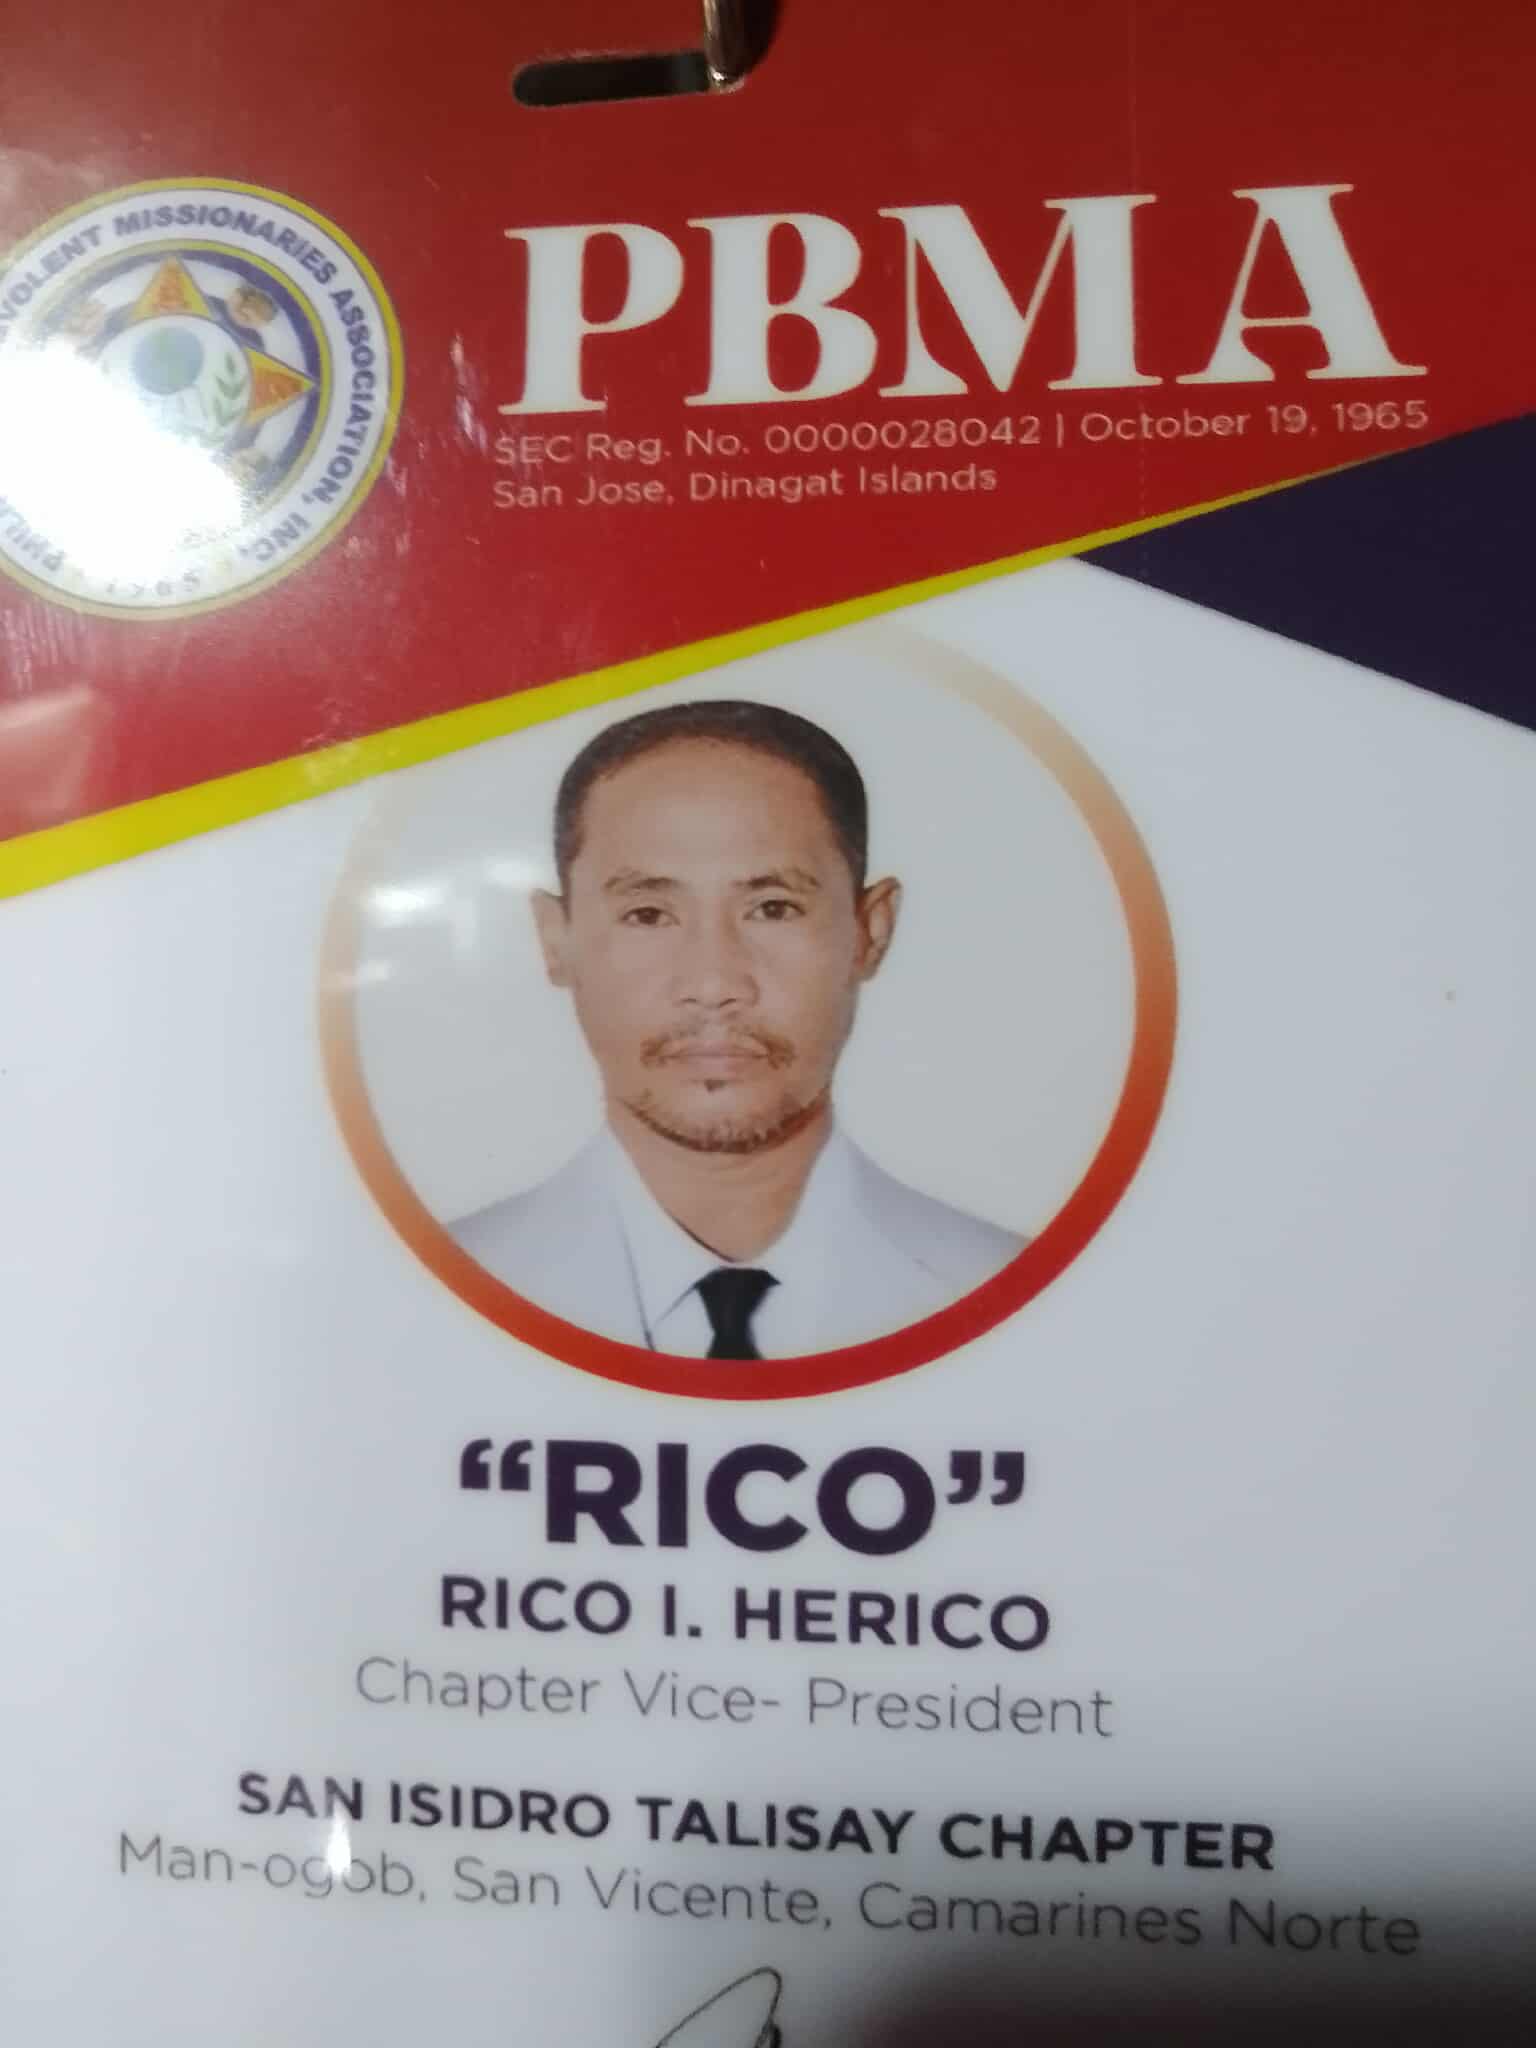 VOLENT MISSIONARIES ASSOCIATION, INC.
PBMA
SEC Reg. No. 0000028042 | October 19, 1965
San Jose, Dinagat Islands
“RICO”
RICO I. HERICO
Chapter Vice- President
SAN ISIDRO TALISAY CHAPTER
Man-ogob, San Vicente, Camarines Norte